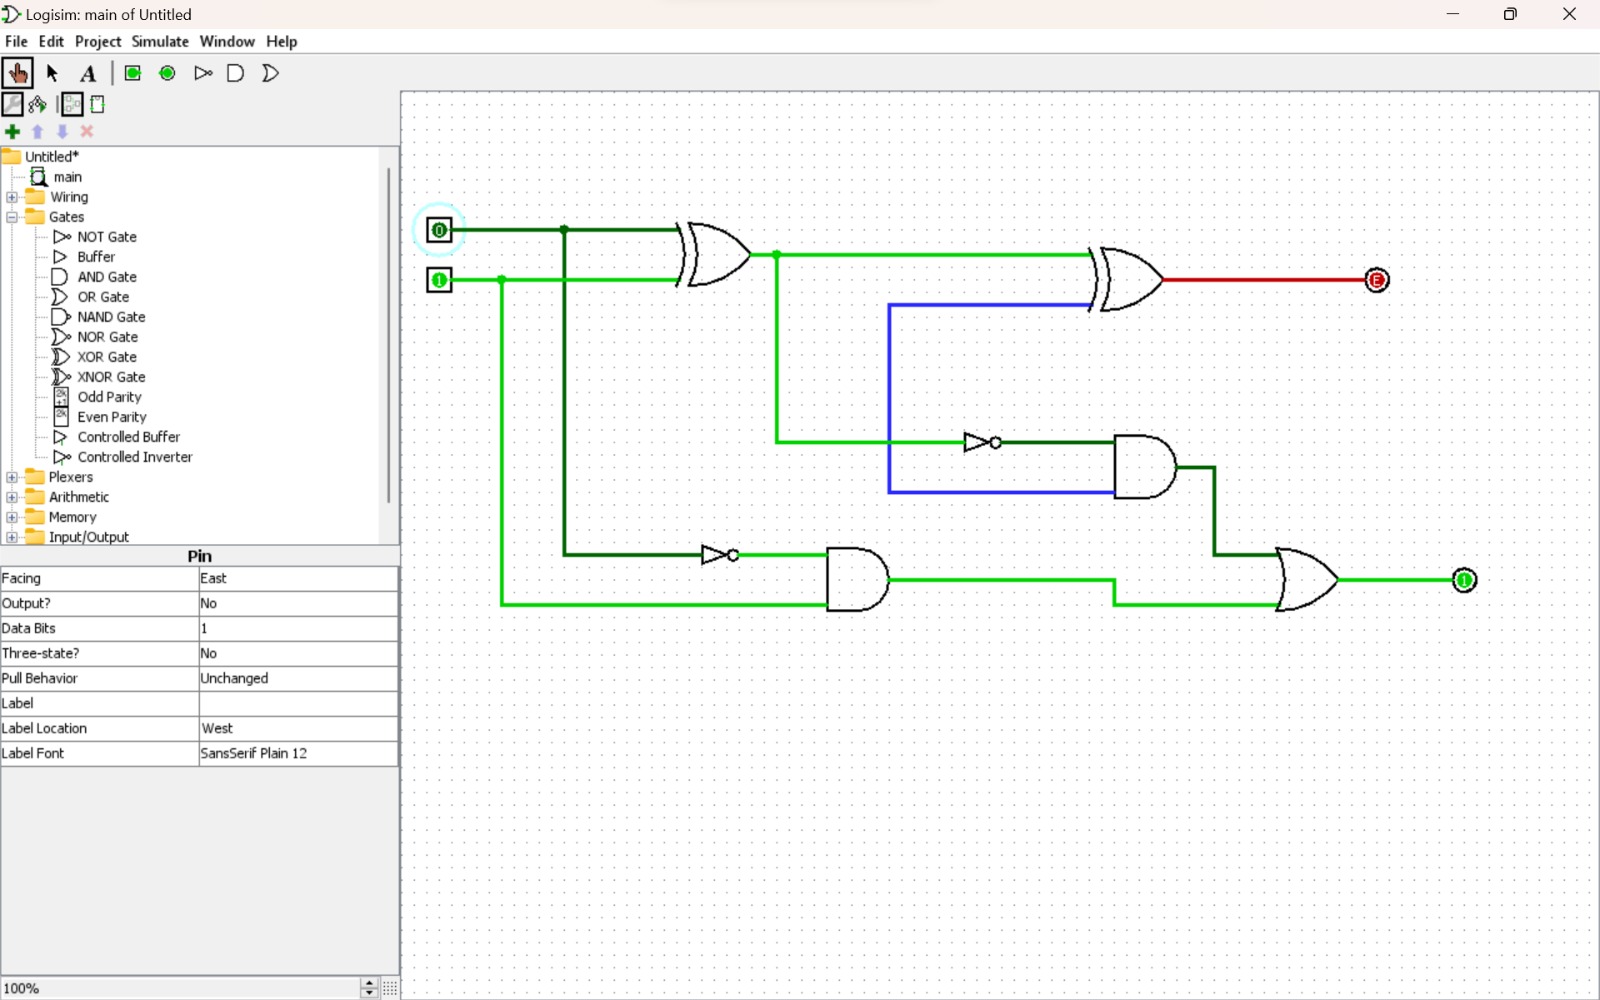 Logisim: main of Untitled
File Edit Project Simulate Window Help
A
Untitled*
main
Wiring
Gates
NOT Gate
Buffer
AND Gate
OR Gate
NAND Gate
NOR Gate
XOR Gate
XNOR Gate
2k+1 Odd Parity
2k Even Parity
Controlled Buffer
Controlled Inverter
Plexers
Arithmetic
Memory
Input/Output
Pin
Facing East
Output? No
Data Bits 1
Three-state? No
Pull Behavior Unchanged
Label
Label Location West
Label Font SansSerif Plain 12
100%
0
1
E
1